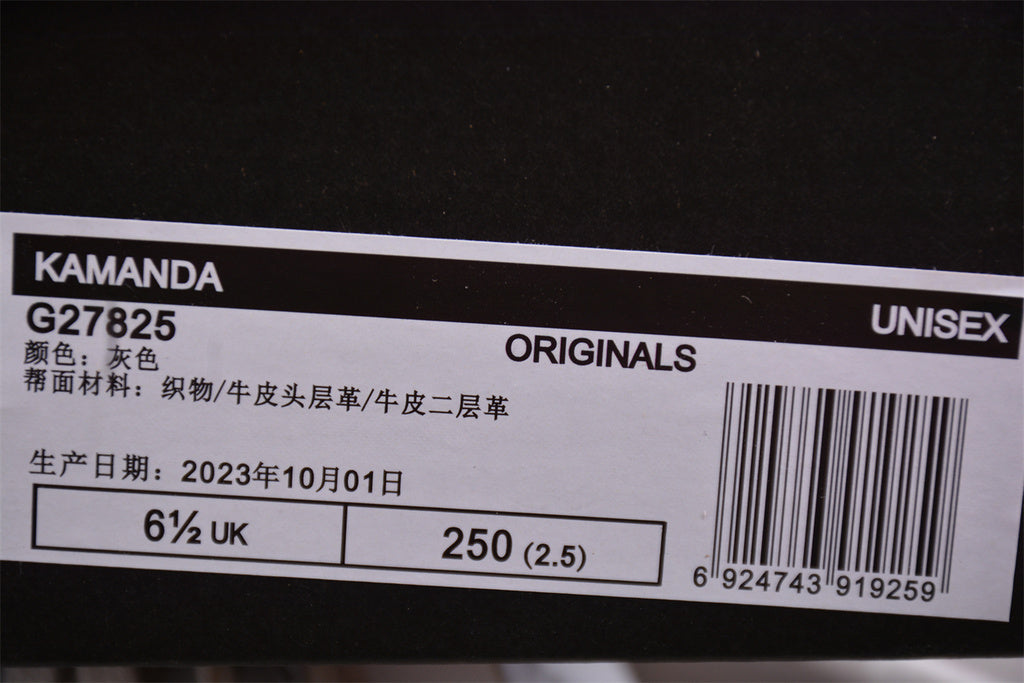 KAMANDA
UNISEX
G27825
ORIGINALS
颜色：灰色
帮面材料：织物/牛皮头层革/牛皮二层革
生产日期：2023年10月01日
6½ UK
250 (2.5)
6 924743 919259